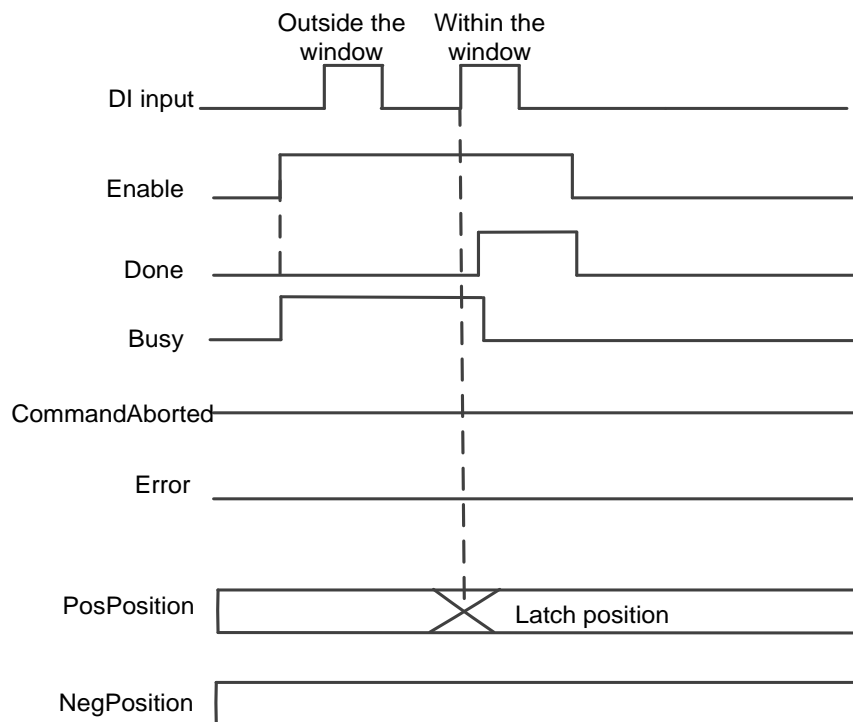 Outside the
window
Within the
window
DI input
Enable
Done
Busy
CommandAborted
Error
PosPosition
Latch position
NegPosition